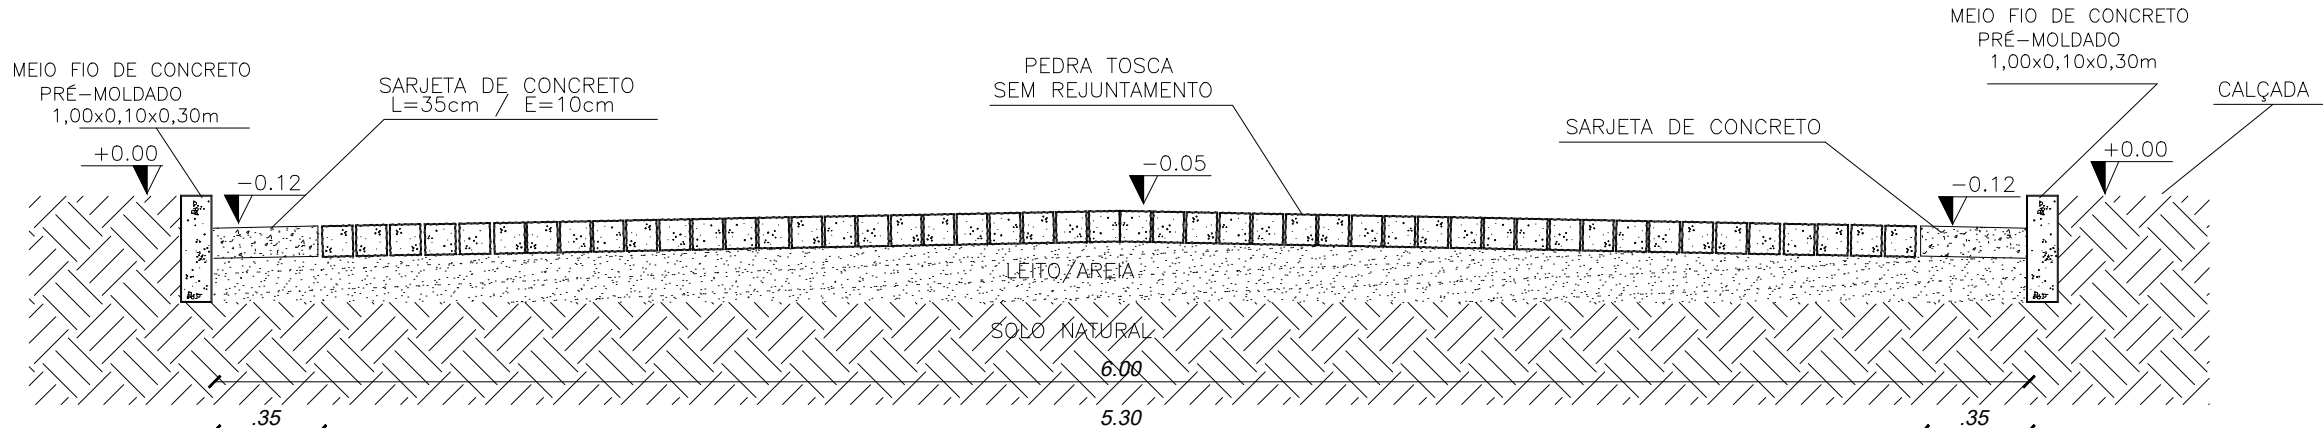 MEIO FIO DE CONCRETO
PRÉ-MOLDADO
1,00x0,10x0,30m
SARJETA DE CONCRETO
L=35cm / E=10cm
PEDRA TOSCA
SEM REJUNTAMENTO
SARJETA DE CONCRETO
MEIO FIO DE CONCRETO
PRÉ-MOLDADO
1,00x0,10x0,30m
CALÇADA
+0.00
-0.12
-0.05
-0.12
+0.00
LEITO/AREIA
SOLO NATURAL
6.00
.35
5.30
.35